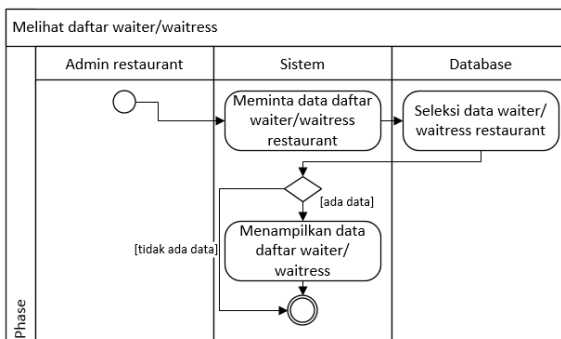 Melihat daftar waiter/waitress
Admin restaurant
Sistem
Database
Meminta data daftar
waiter/waitress
restaurant
Seleksi data waiter/
waitress restaurant
[ada data]
[tidak ada data]
Menampilkan data
daftar waiter/
waitress
Phase